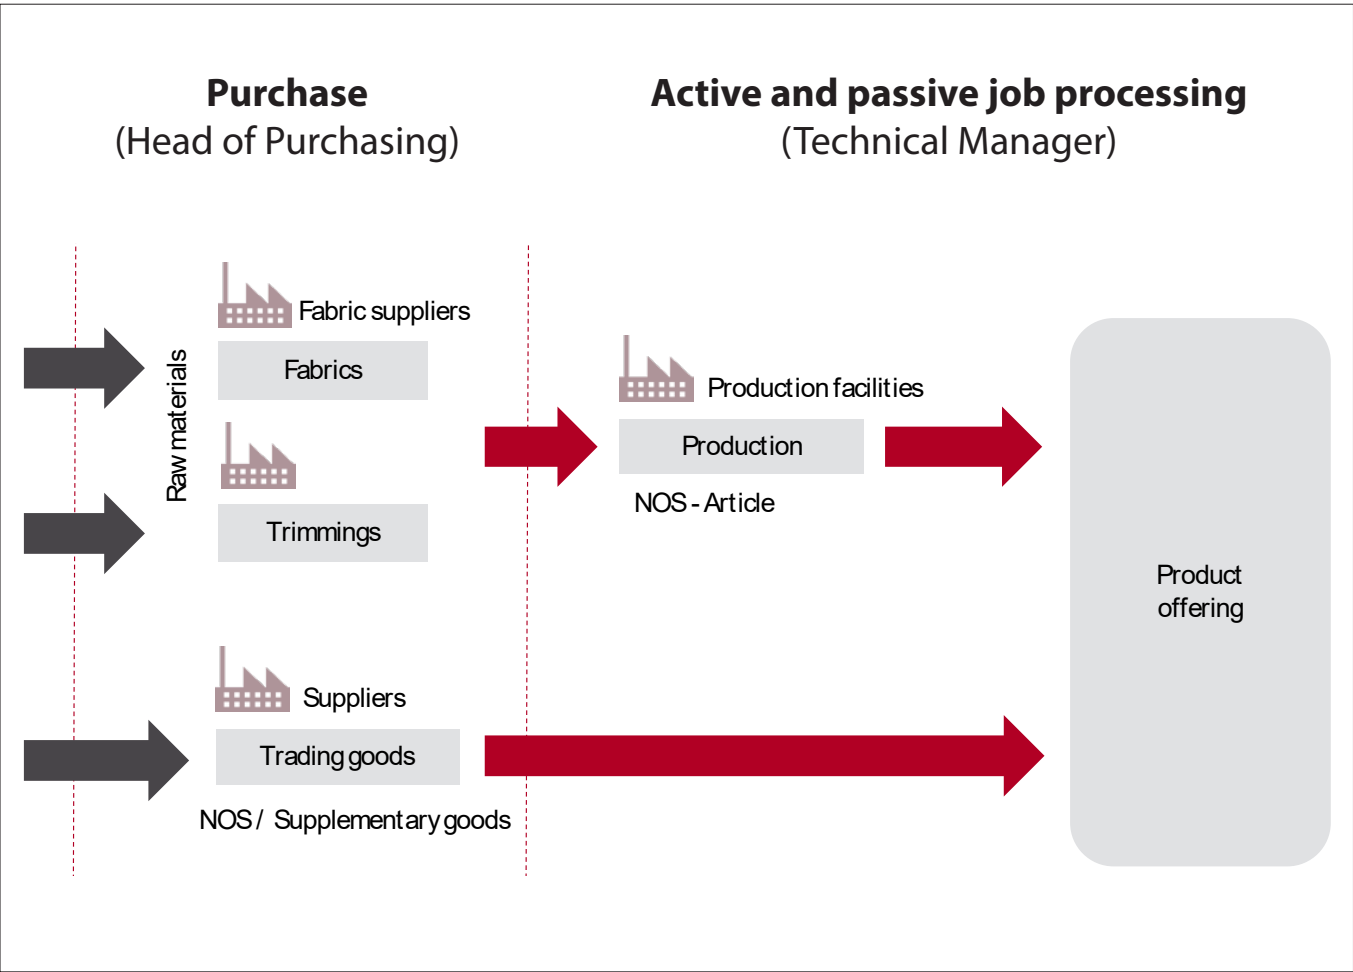 Purchase
(Head of Purchasing)
Active and passive job processing
(Technical Manager)
Raw materials
Fabric suppliers
Fabrics
Trimmings
Suppliers
Trading goods
NOS / Supplementary goods
Production facilities
Production
NOS - Article
Product
offering